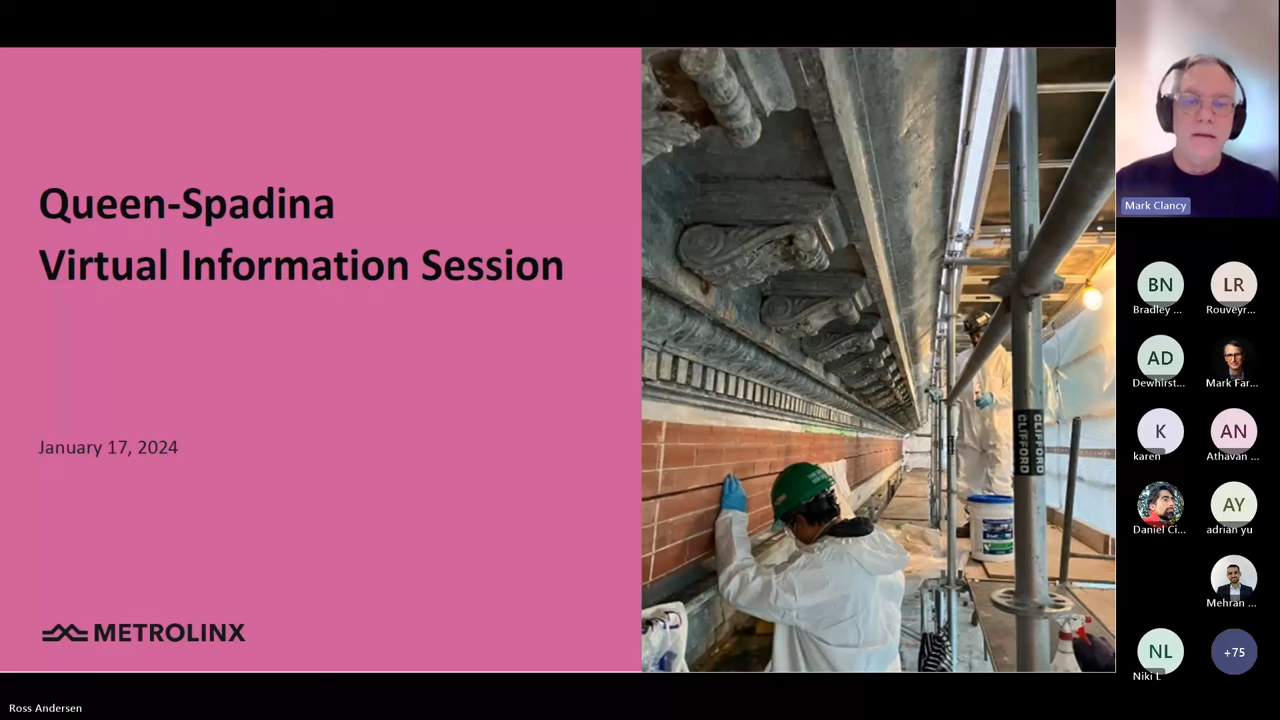 Queen-Spadina
Virtual Information Session
January 17, 2024
METROLINX
CLIFFORD
CLIFFORD
Mark Clancy
BN
Bradley ...
LR
Rouveyr...
AD
Dewhirst...
Mark Far...
K
karen
AN
Athavan ...
Daniel Ci...
AY
adrian yu
Mehran ...
NL
Niki L
+75
Ross Andersen